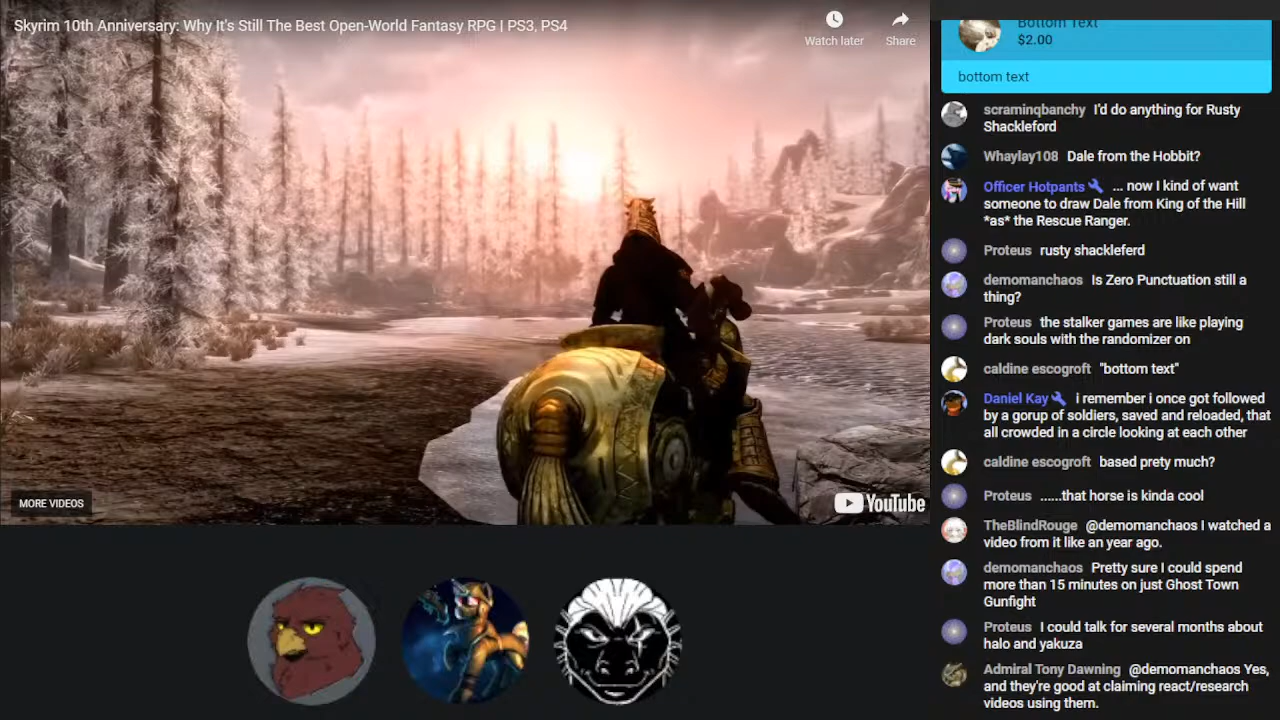 Skyrim 10th Anniversary: Why It's Still The Best Open-World Fantasy RPG | PS3, PS4
Watch later
Share
MORE VIDEOS
YouTube
Bottom Text
$2.00
bottom text
scraminqbanchy I'd do anything for Rusty
Shackleford
Whaylay108 Dale from the Hobbit?
Officer Hotpants ... now I kind of want
someone to draw Dale from King of the Hill
*as* the Rescue Ranger.
Proteus rusty shackleferd
demomanchaos Is Zero Punctuation still a
thing?
Proteus the stalker games are like playing
dark souls with the randomizer on
caldine escogroft "bottom text"
Daniel Kay i remember i once got followed
by a gorup of soldiers, saved and reloaded, that
all crowded in a circle looking at each other
caldine escogroft based prety much?
Proteus ......that horse is kinda cool
TheBlindRouge @demomanchaos I watched a
video from it like an year ago.
demomanchaos Pretty sure I could spend
more than 15 minutes on just Ghost Town
Gunfight
Proteus I could talk for several months about
halo and yakuza
Admiral Tony Dawning @demomanchaos Yes,
and they're good at claiming react/research
videos using them.